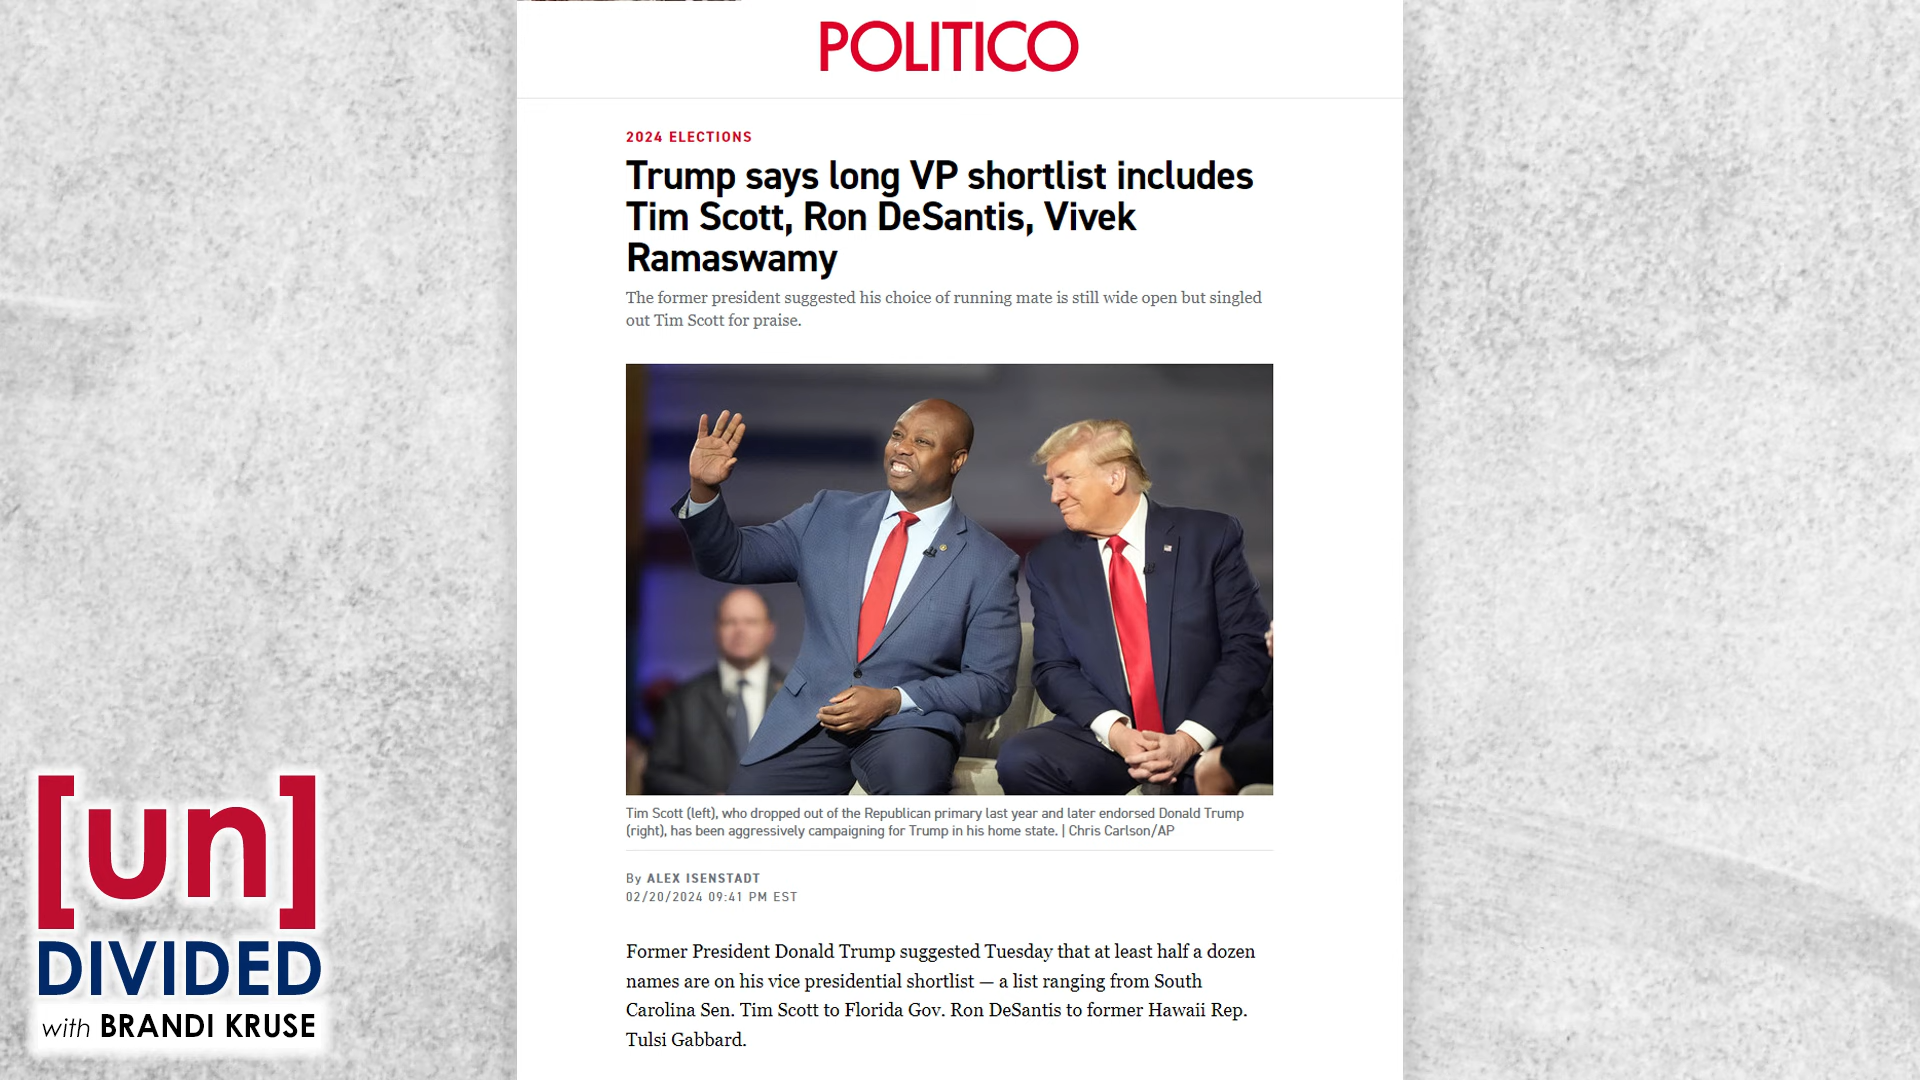 POLITICO
2024 ELECTIONS
Trump says long VP shortlist includes
Tim Scott, Ron DeSantis, Vivek
Ramaswamy
The former president suggested his choice of running mate is still wide open but singled
out Tim Scott for praise.
Tim Scott (left), who dropped out of the Republican primary last year and later endorsed Donald Trump
(right), has been aggressively campaigning for Trump in his home state. | Chris Carlson/AP
By ALEX ISENSTADT
02/20/2024 09:41 PM EST
Former President Donald Trump suggested Tuesday that at least half a dozen
names are on his vice presidential shortlist — a list ranging from South
Carolina Sen. Tim Scott to Florida Gov. Ron DeSantis to former Hawaii Rep.
Tulsi Gabbard.
[un]
DIVIDED
with BRANDI KRUSE